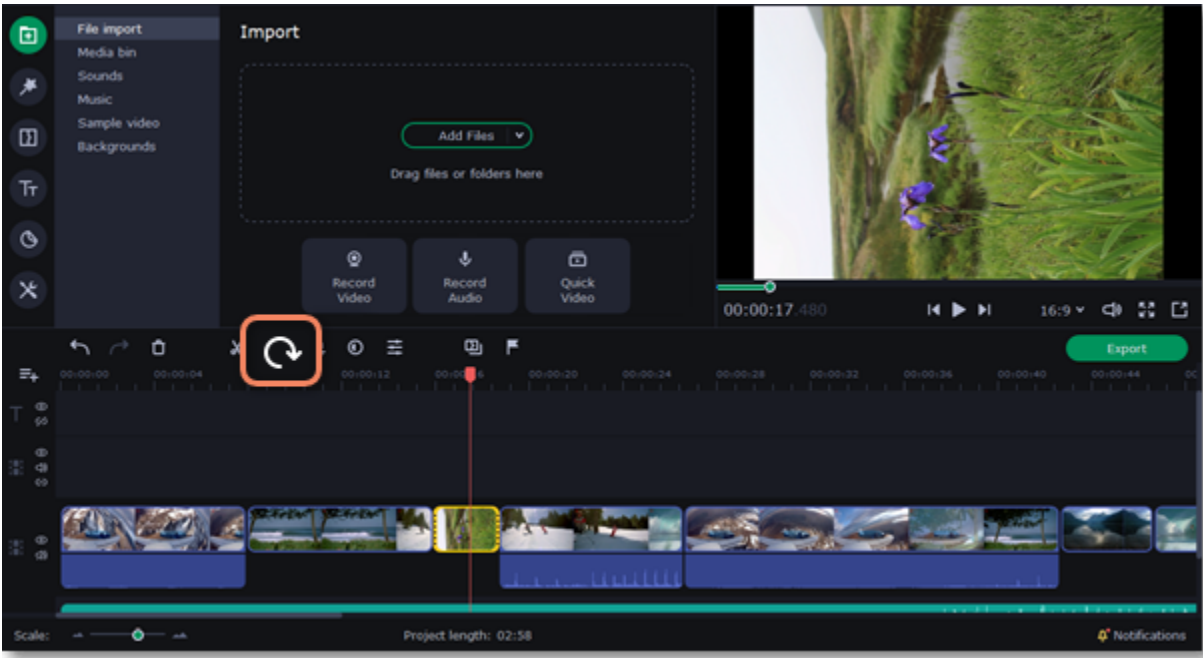 File import
Media bin
Sounds
Music
Sample video
Backgrounds
Import
Add Files
Drag files or folders here
Record
Video
Record
Audio
Quick
Video
00:00:17.480
16:9
Export
00:00:00 00:00:04 00:00:12 00:00:20 00:00:24 00:00:28 00:00:32 00:00:36 00:00:40 00:00:44
Scale:
Project length: 02:58
Notifications